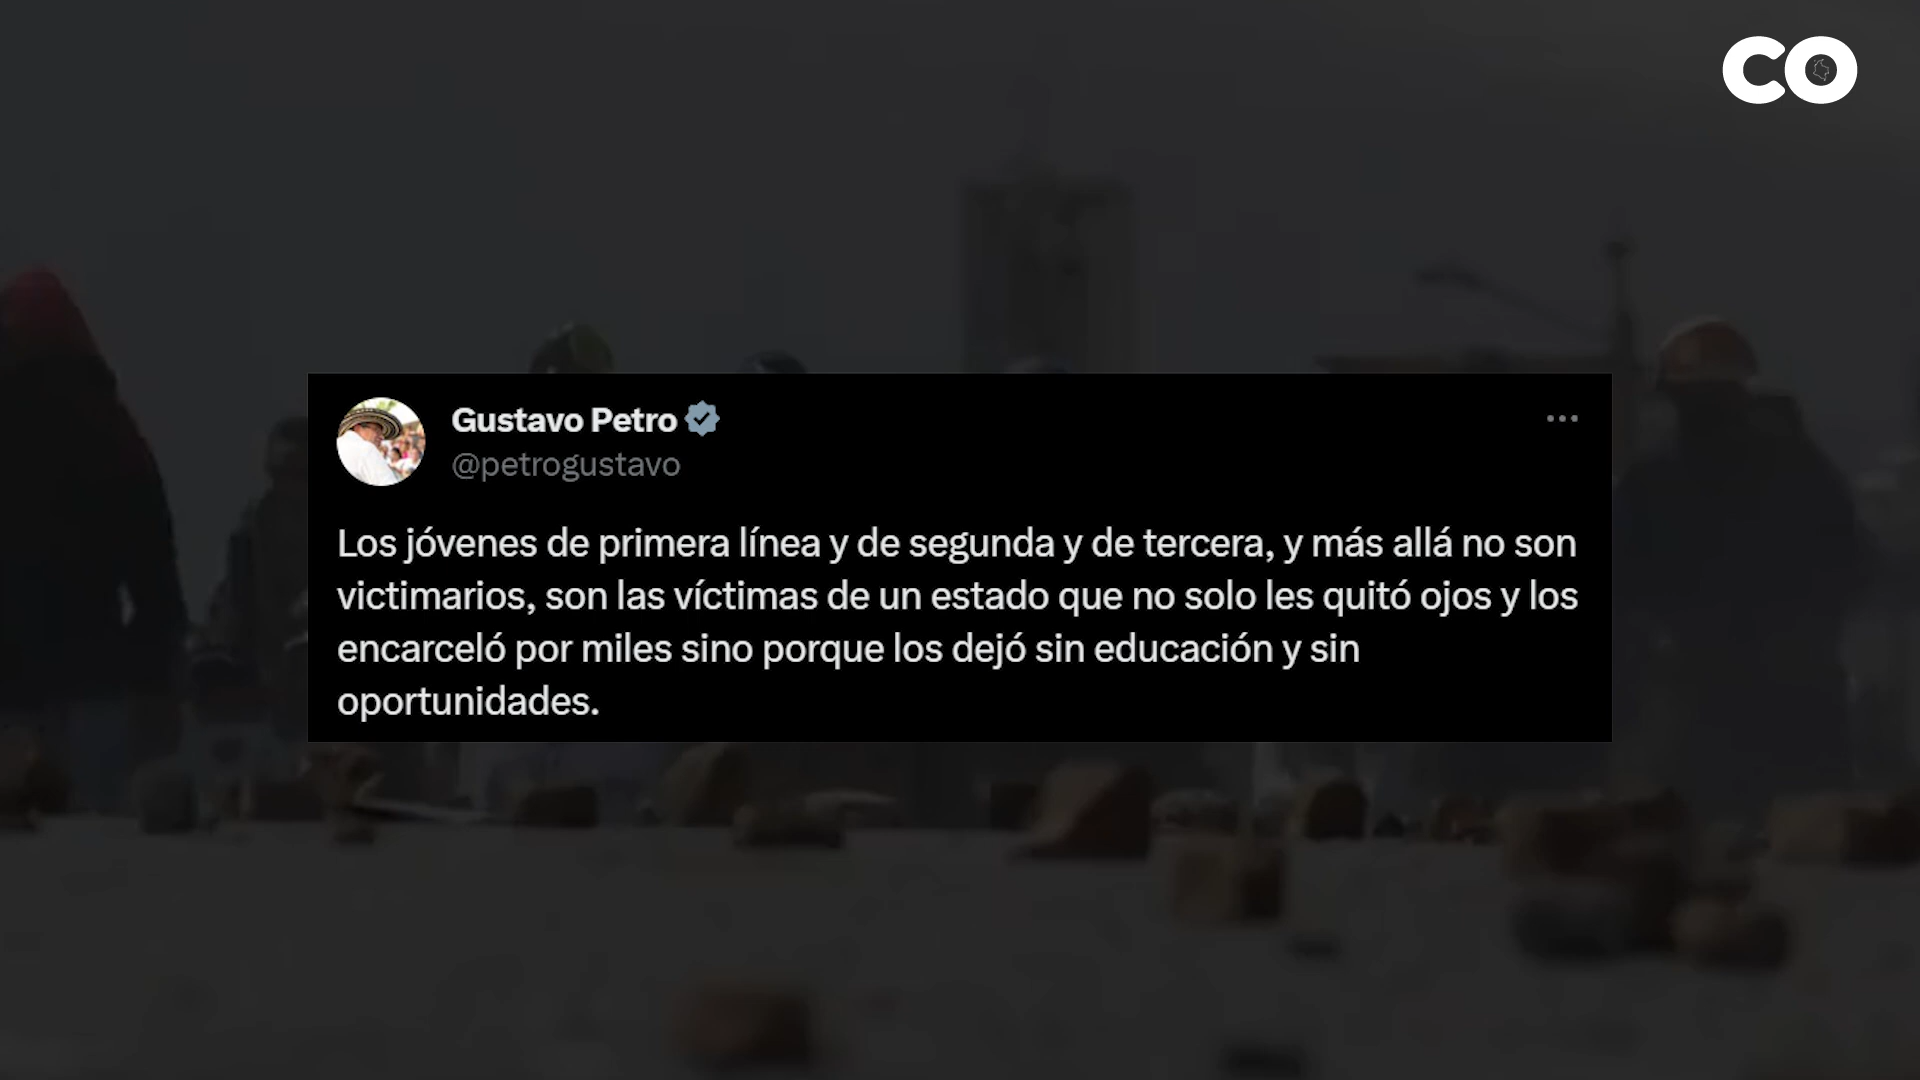 CO
Gustavo Petro
@petrogustavo
Los jóvenes de primera línea y de segunda y de tercera, y más allá no son
victimarios, son las víctimas de un estado que no solo les quitó ojos y los
encarceló por miles sino porque los dejó sin educación y sin
oportunidades.